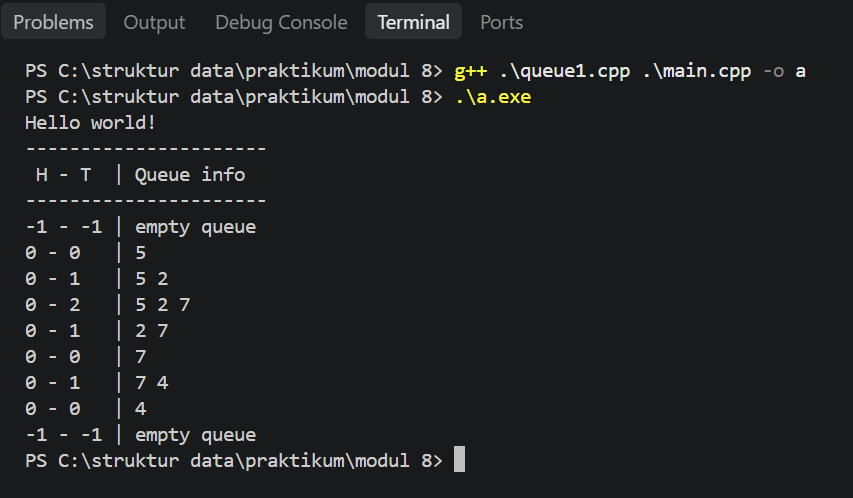 Problems Output Debug Console Terminal Ports
PS C:\struktur data\praktikum\modul 8> g++ .\queue1.cpp .\main.cpp -o a
PS C:\struktur data\praktikum\modul 8> .\a.exe
Hello world!
----------------------
 H - T  | Queue info
----------------------
-1 - -1 | empty queue
0 - 0   | 5
0 - 1   | 5 2
0 - 2   | 5 2 7
0 - 1   | 2 7
0 - 0   | 7
0 - 1   | 7 4
0 - 0   | 4
-1 - -1 | empty queue
PS C:\struktur data\praktikum\modul 8>